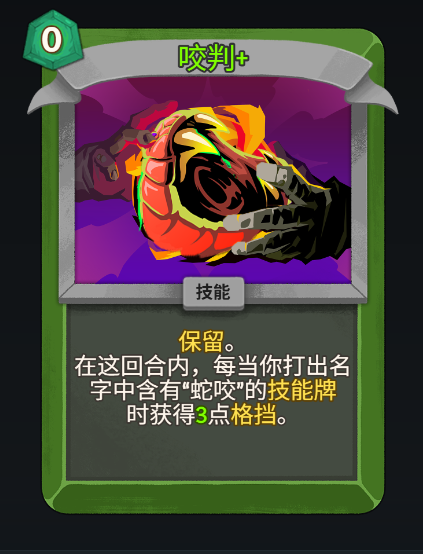 0
咬判+
技能
保留。
在这回合内，每当你打出名
字中含有“蛇咬”的技能牌
时获得3点格挡。